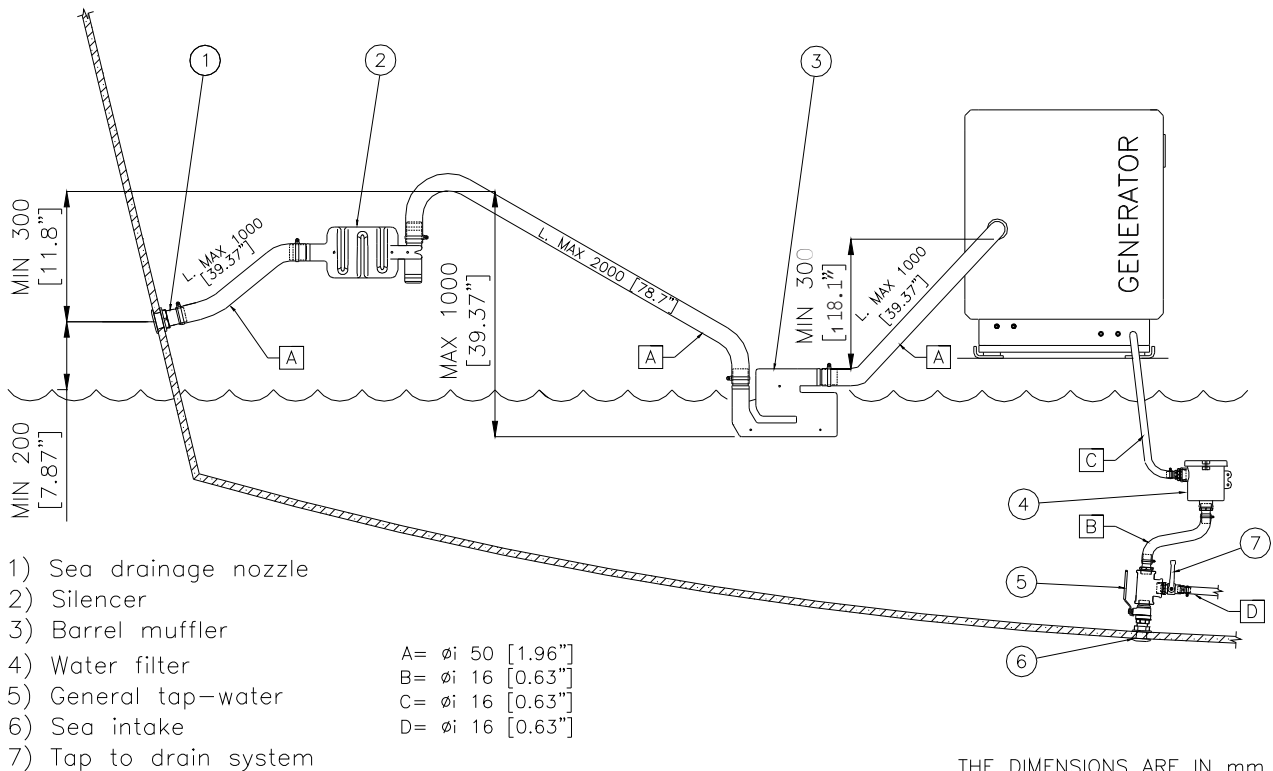 1
2
3
MIN 300
[11.8”]
L. MAX 1000
[39.37”]
L. MAX 2000 [78.7”]
MAX 1000
[39.37”]
MIN 300
[118.1”]
L. MAX 1000
[39.37”]
GENERATOR
A
A
A
MIN 200
[7.87”]
C
4
B
7
5
D
6
1) Sea drainage nozzle
2) Silencer
3) Barrel muffler
4) Water filter
5) General tap-water
6) Sea intake
7) Tap to drain system
A= øi 50 [1.96”]
B= øi 16 [0.63”]
C= øi 16 [0.63”]
D= øi 16 [0.63”]
THE DIMENSIONS ARE IN mm